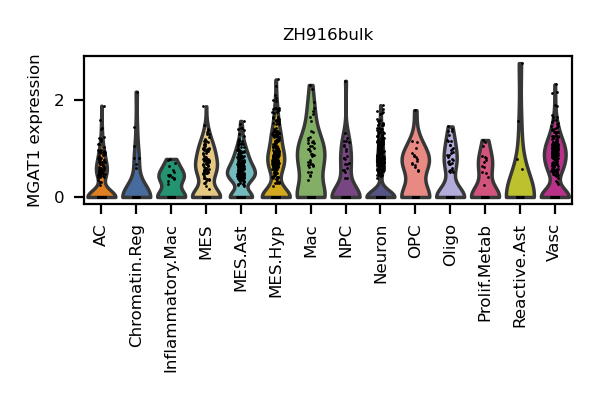 ZH916bulk
MGAT1 expression
2
0
AC
Chromatin.Reg
Inflammatory.Mac
MES
MES.Ast
MES.Hyp
Mac
NPC
Neuron
OPC
Oligo
Prolif.Metab
Reactive.Ast
Vasc